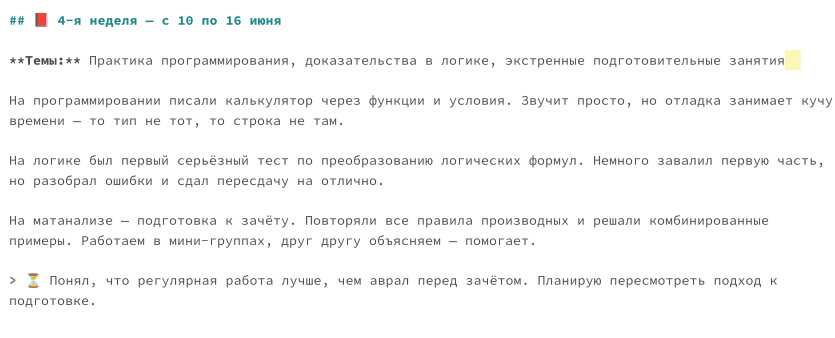 ## 📕 4-я неделя — с 10 по 16 июня
**Темы:** Практика программирования, доказательства в логике, экстренные подготовительные занятия
На программировании писали калькулятор через функции и условия. Звучит просто, но отладка занимает кучу
времени — то тип не тот, то строка не там.
На логике был первый серьёзный тест по преобразованию логических формул. Немного завалил первую часть,
но разобрал ошибки и сдал пересдачу на отлично.
На матанализе — подготовка к зачёту. Повторяли все правила производных и решали комбинированные
примеры. Работаем в мини-группах, друг другу объясняем — помогает.
> ⏳ Понял, что регулярная работа лучше, чем аврал перед зачётом. Планирую пересмотреть подход к
подготовке.